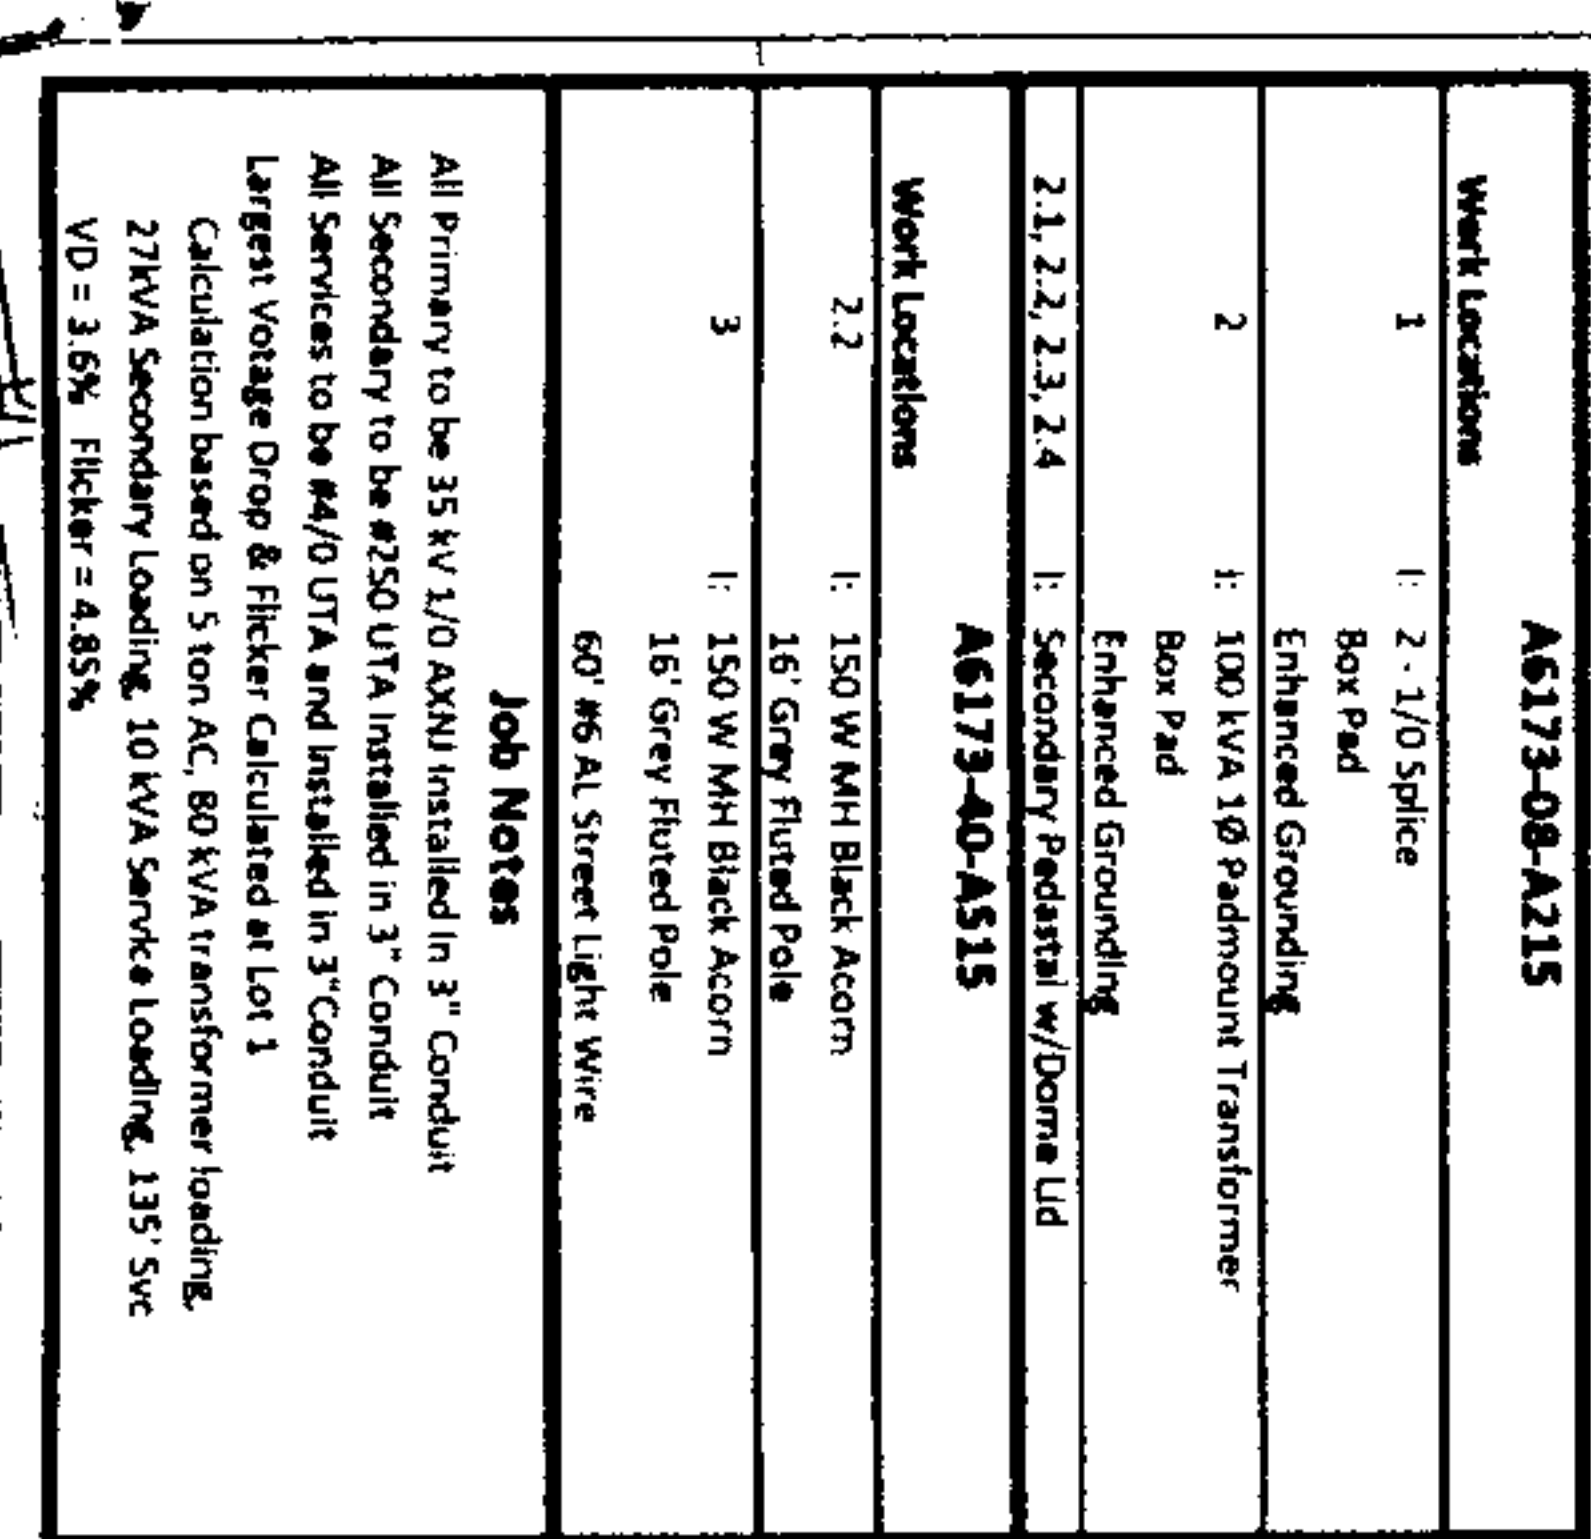 A6173-08-A215
Work Locations
1 I: 2 - 1/0 Splice
Box Pad
Enhanced Grounding
2 I: 100 kVA 1Ø Padmount Transformer
Box Pad
Enhanced Grounding
2.1, 2.2, 2.3, 2.4 I: Secondary Pedastal w/Dome Lid
A6173-40-A515
Work Locations
2.2 I: 150 W MH Black Acorn
16' Grey Fluted Pole
3 I: 150 W MH Black Acorn
16' Grey Fluted Pole
60' #6 AL Street Light Wire
Job Notes
All Primary to be 35 kV 1/0 AXNJ Installed in 3" Conduit
All Secondary to be #250 UTA Installed in 3" Conduit
All Services to be #4/0 UTA and Installed in 3"Conduit
Largest Votage Drop & Flicker Calculated at Lot 1
Calculation based on 5 ton AC, 80 kVA transformer loading,
27kVA Secondary Loading, 10 kVA Service Loading, 135' Svc
VD = 3.6% Flicker = 4.85%